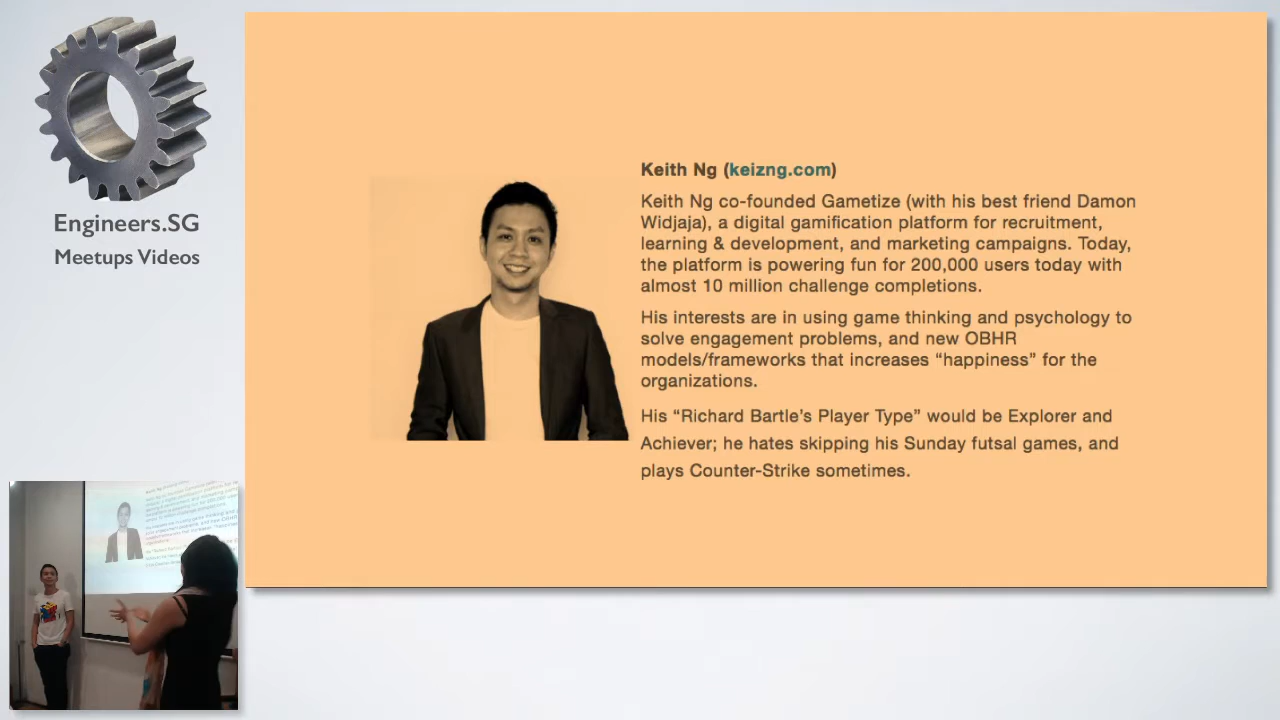 Engineers.SG
Meetups Videos
Keith Ng (keizng.com)
Keith Ng co-founded Gametize (with his best friend Damon
Widjaja), a digital gamification platform for recruitment,
learning & development, and marketing campaigns. Today,
the platform is powering fun for 200,000 users today with
almost 10 million challenge completions.
His interests are in using game thinking and psychology to
solve engagement problems, and new OBHR
models/frameworks that increases “happiness” for the
organizations.
His “Richard Bartle’s Player Type” would be Explorer and
Achiever; he hates skipping his Sunday futsal games, and
plays Counter-Strike sometimes.